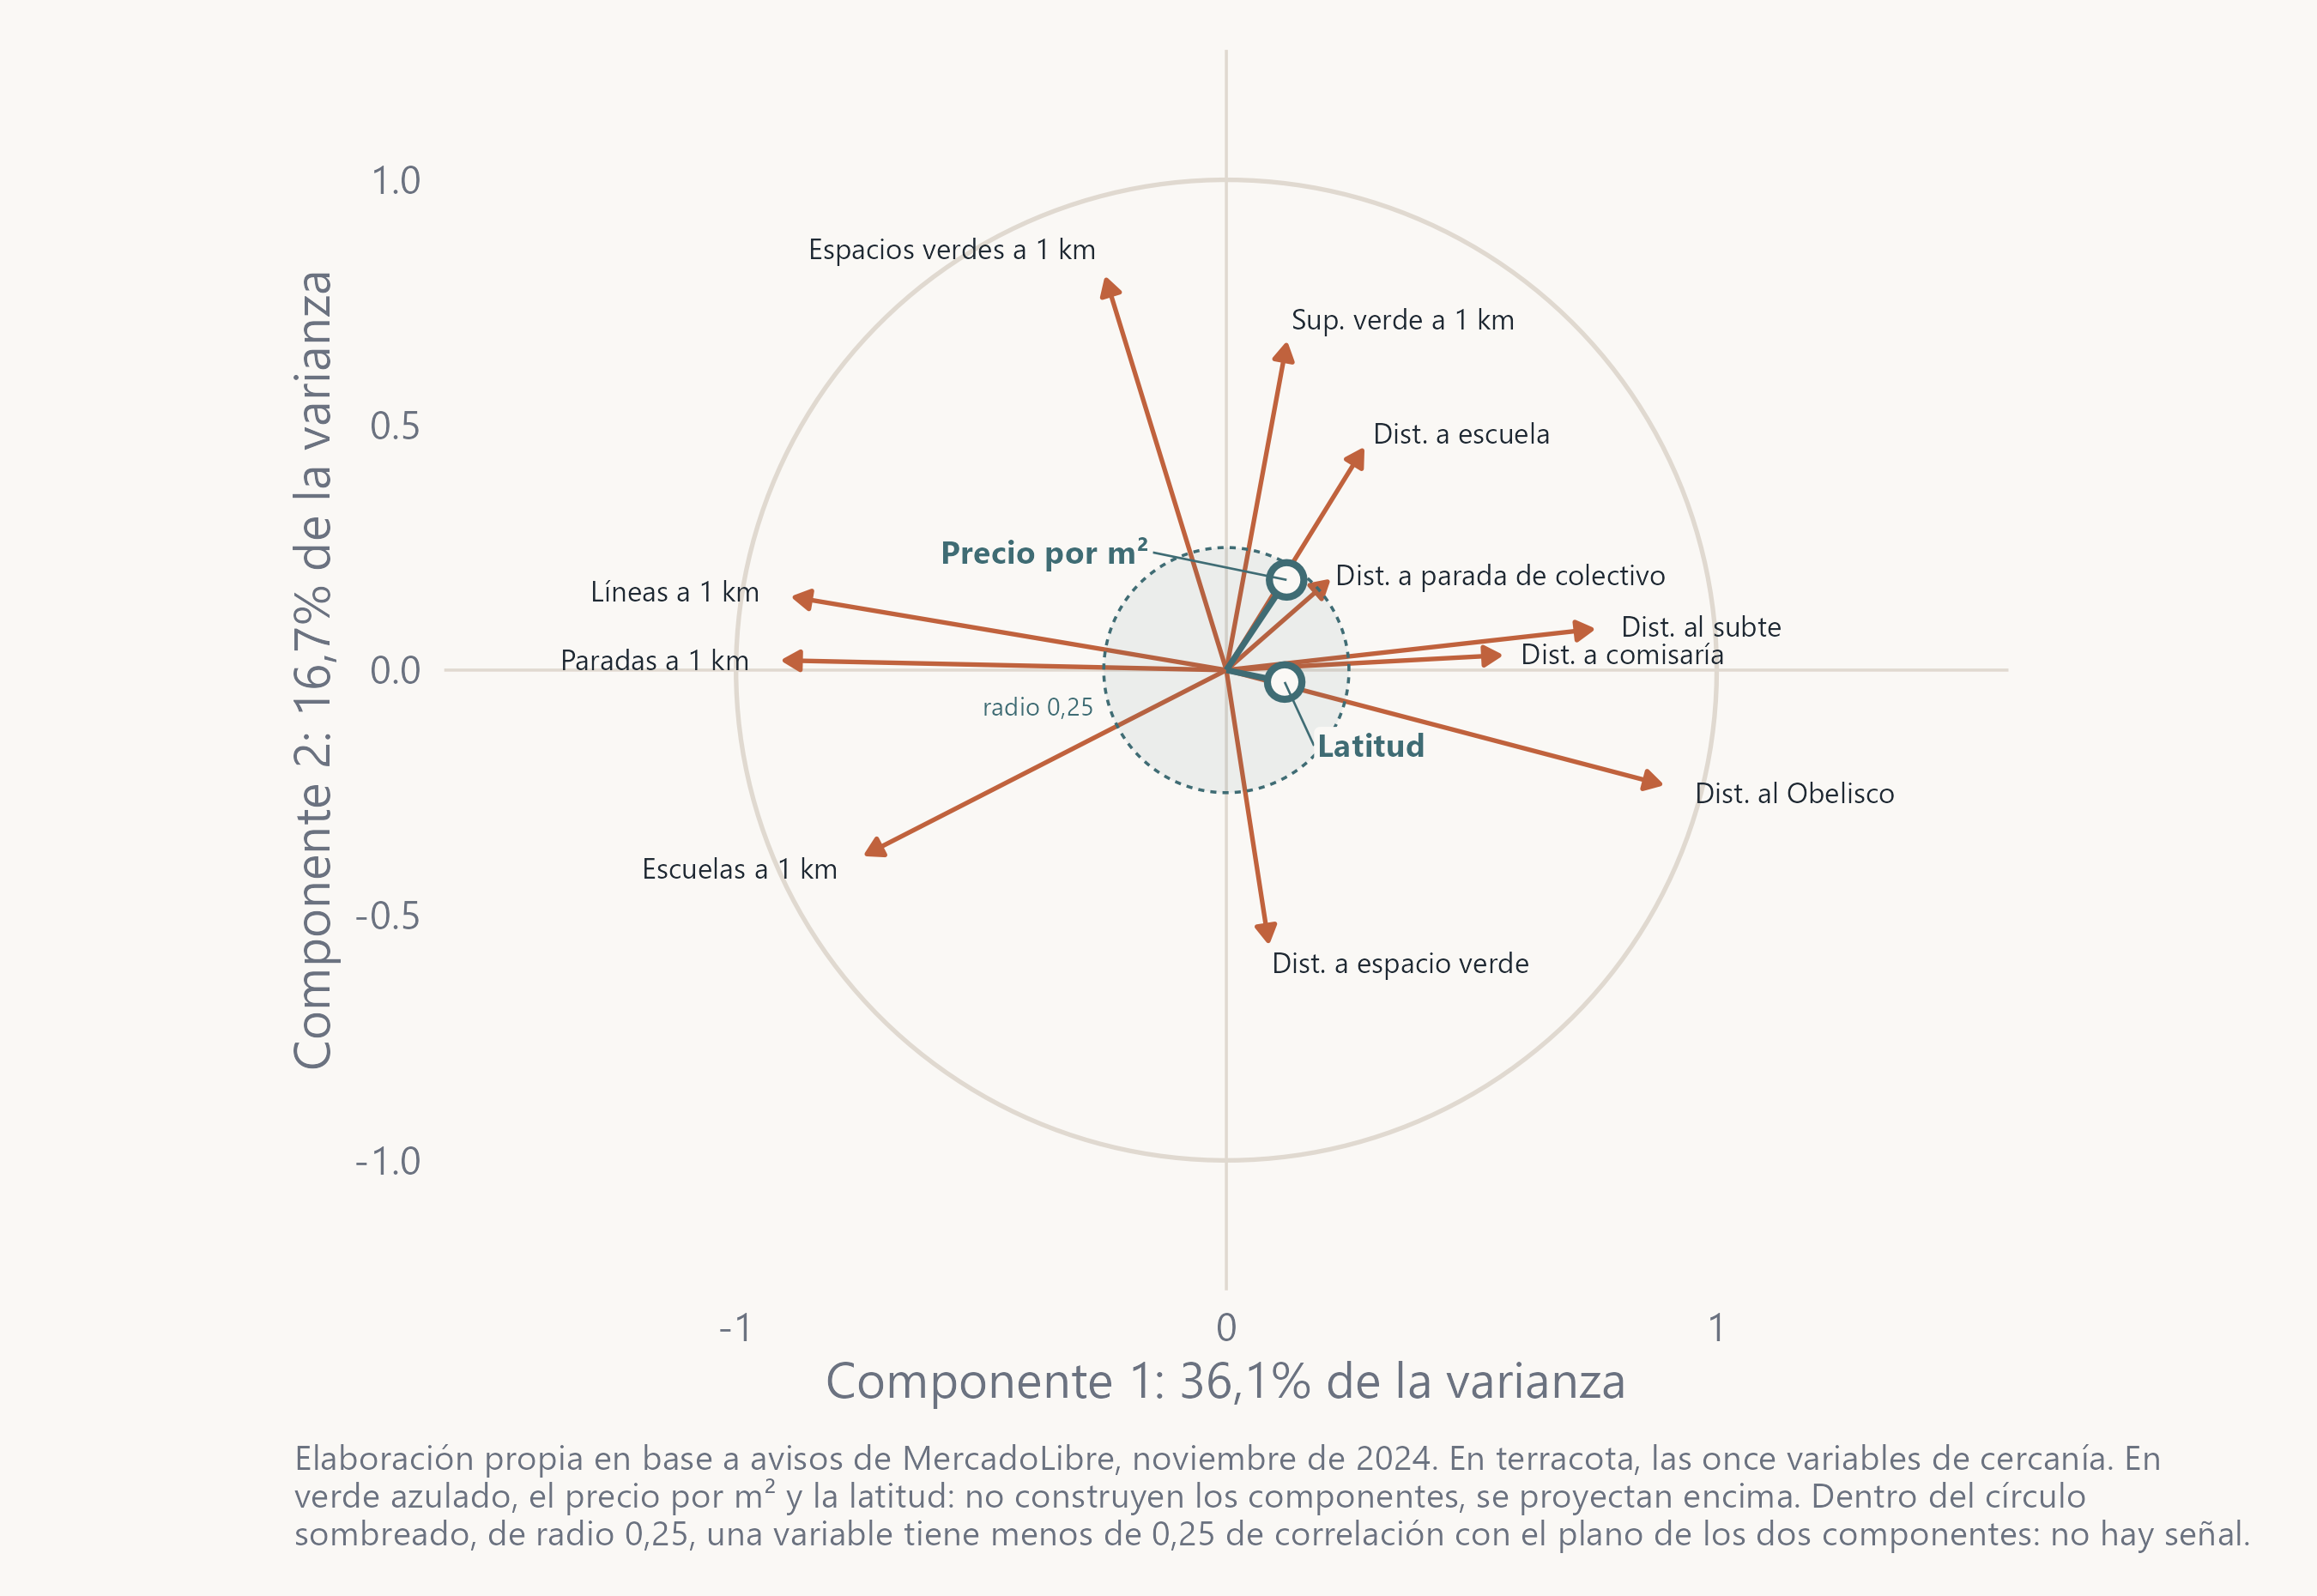 1.0
Espacios verdes a 1 km
Sup. verde a 1 km
0.5
Dist. a escuela
Precio por m²
Dist. a parada de colectivo
Líneas a 1 km
Dist. al subte
Paradas a 1 km
Dist. a comisaría
0.0
radio 0,25
Latitud
Dist. al Obelisco
Escuelas a 1 km
-0.5
Dist. a espacio verde
-1.0
Componente 2: 16,7% de la varianza
-1
0
1
Componente 1: 36,1% de la varianza
Elaboración propia en base a avisos de MercadoLibre, noviembre de 2024. En terracota, las once variables de cercanía. En
verde azulado, el precio por m² y la latitud: no construyen los componentes, se proyectan encima. Dentro del círculo
sombreado, de radio 0,25, una variable tiene menos de 0,25 de correlación con el plano de los dos componentes: no hay señal.